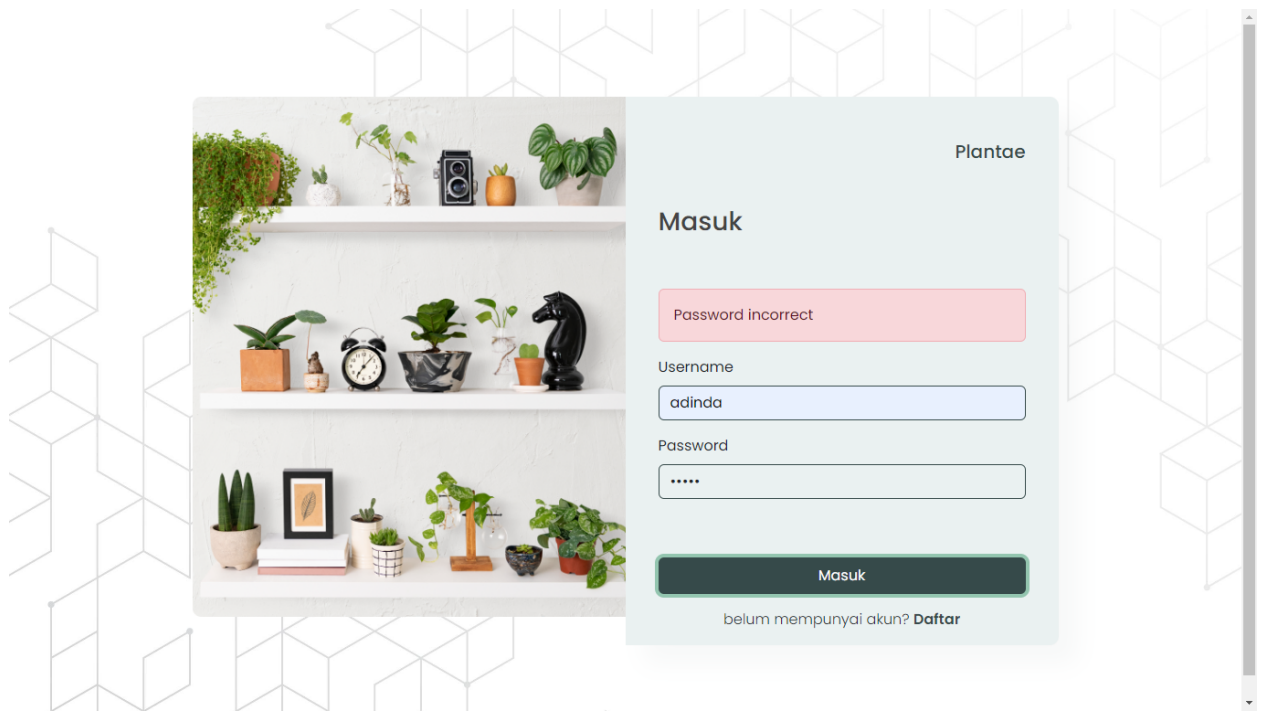 Plantae
Masuk
Password incorrect
Username
adinda
Password
•••••
Masuk
belum mempunyai akun? Daftar